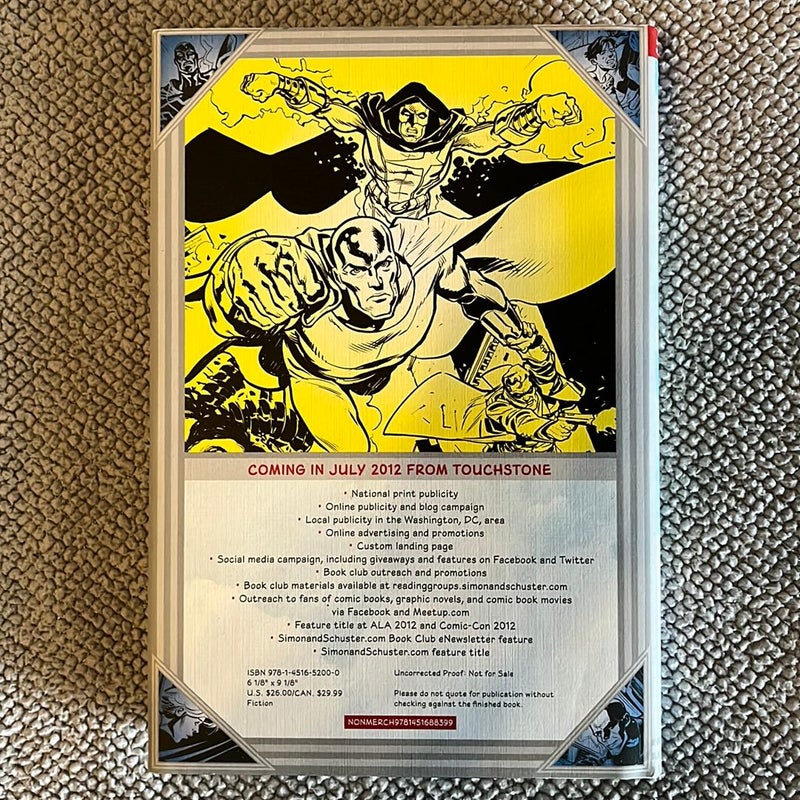 COMING IN JULY 2012 FROM TOUCHSTONE
• National print publicity
• Online publicity and blog campaign
• Local publicity in the Washington, DC, area
• Online advertising and promotions
• Custom landing page
• Social media campaign, including giveaways and features on Facebook and Twitter
• Book club outreach and promotions
• Book club materials available at readinggroups.simonandschuster.com
• Outreach to fans of comic books, graphic novels, and comic book movies
via Facebook and Meetup.com
• Feature title at ALA 2012 and Comic-Con 2012
• SimonandSchuster.com Book Club eNewsletter feature
• SimonandSchuster.com feature title
ISBN 978-1-4516-5200-0
6 1/8" x 9 1/8"
U.S. $26.00/CAN. $29.99
Fiction
Uncorrected Proof: Not for Sale
Please do not quote for publication without
checking against the finished book.
NONMERCH9781451688399